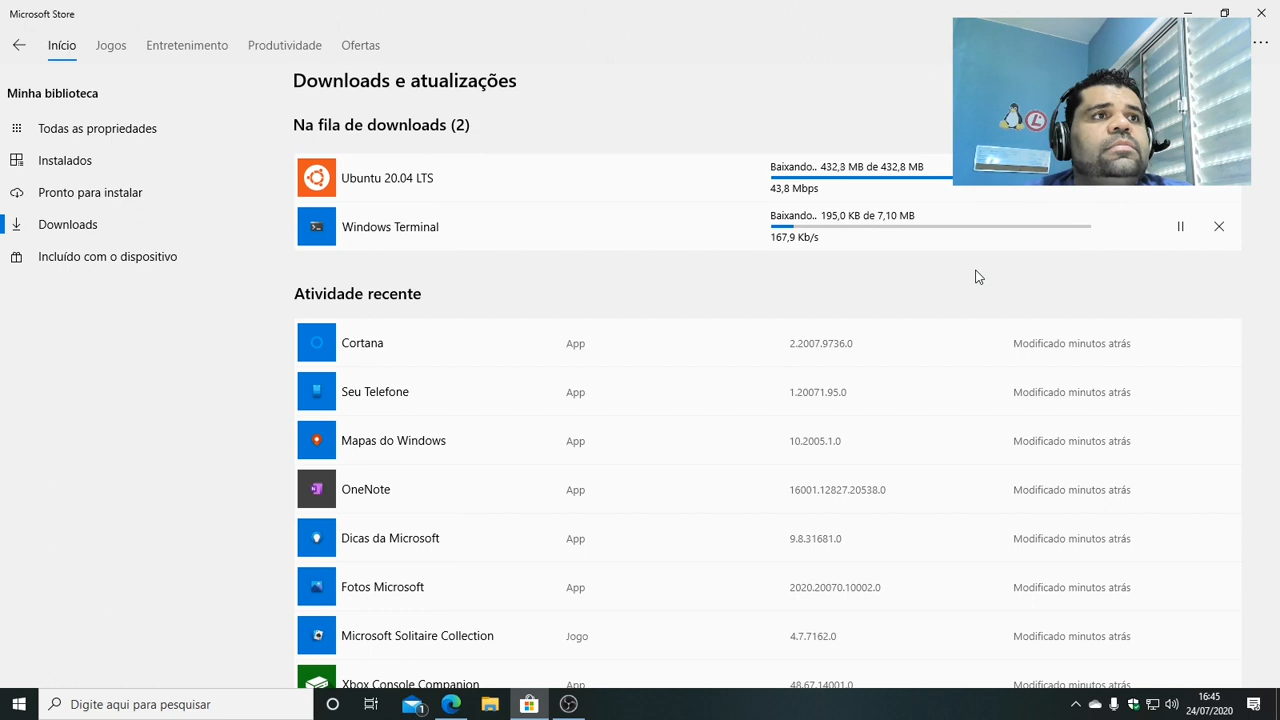 Microsoft Store
Início Jogos Entretenimento Produtividade Ofertas
Minha biblioteca
Todas as propriedades
Instalados
Pronto para instalar
Downloads
Incluído com o dispositivo
Downloads e atualizações
Na fila de downloads (2)
Ubuntu 20.04 LTS
Baixando.. 432,8 MB de 432,8 MB
43,8 Mbps
Windows Terminal
Baixando.. 195,0 KB de 7,10 MB
167,9 Kb/s
Atividade recente
Cortana App 2.2007.9736.0 Modificado minutos atrás
Seu Telefone App 1.20071.95.0 Modificado minutos atrás
Mapas do Windows App 10.2005.1.0 Modificado minutos atrás
OneNote App 16001.12827.20538.0 Modificado minutos atrás
Dicas da Microsoft App 9.8.31681.0 Modificado minutos atrás
Fotos Microsoft App 2020.20070.10002.0 Modificado minutos atrás
Microsoft Solitaire Collection Jogo 4.7.7162.0 Modificado minutos atrás
Xbox Console Companion App 48.67.14001.0 Modificado minutos atrás
Digite aqui para pesquisar
16:45
24/07/2020